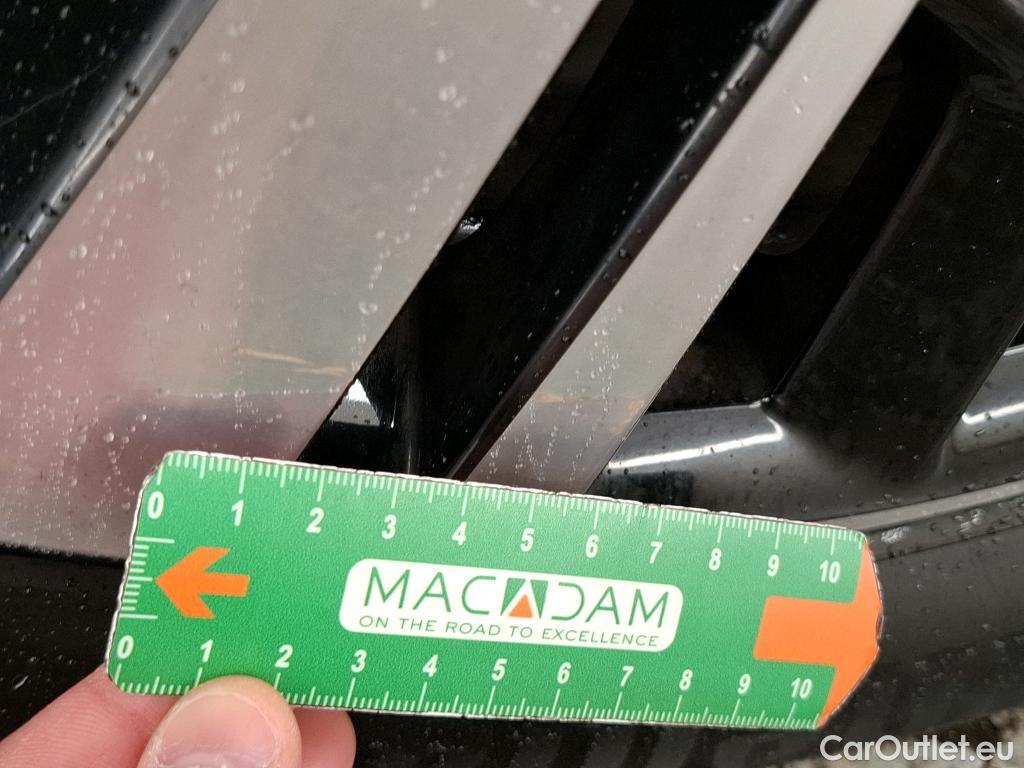 0 1 2 3 4 5 6 7 8 9 10
MACADAM
ON THE ROAD TO EXCELLENCE
0 1 2 3 4 5 6 7 8 9 10
CarOutlet.eu